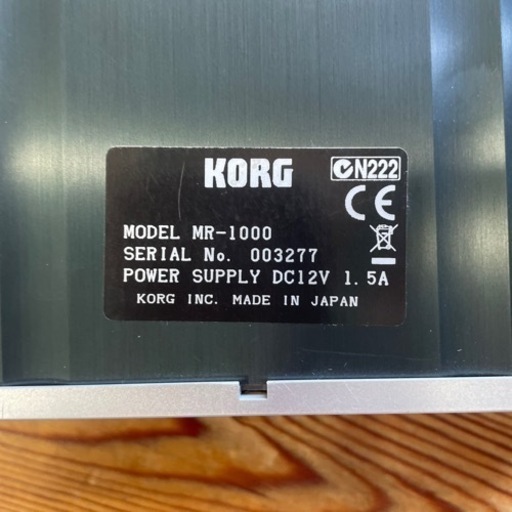 KORG
N222
CE
MODEL MR-1000
SERIAL No. 003277
POWER SUPPLY DC12V 1.5A
KORG INC. MADE IN JAPAN